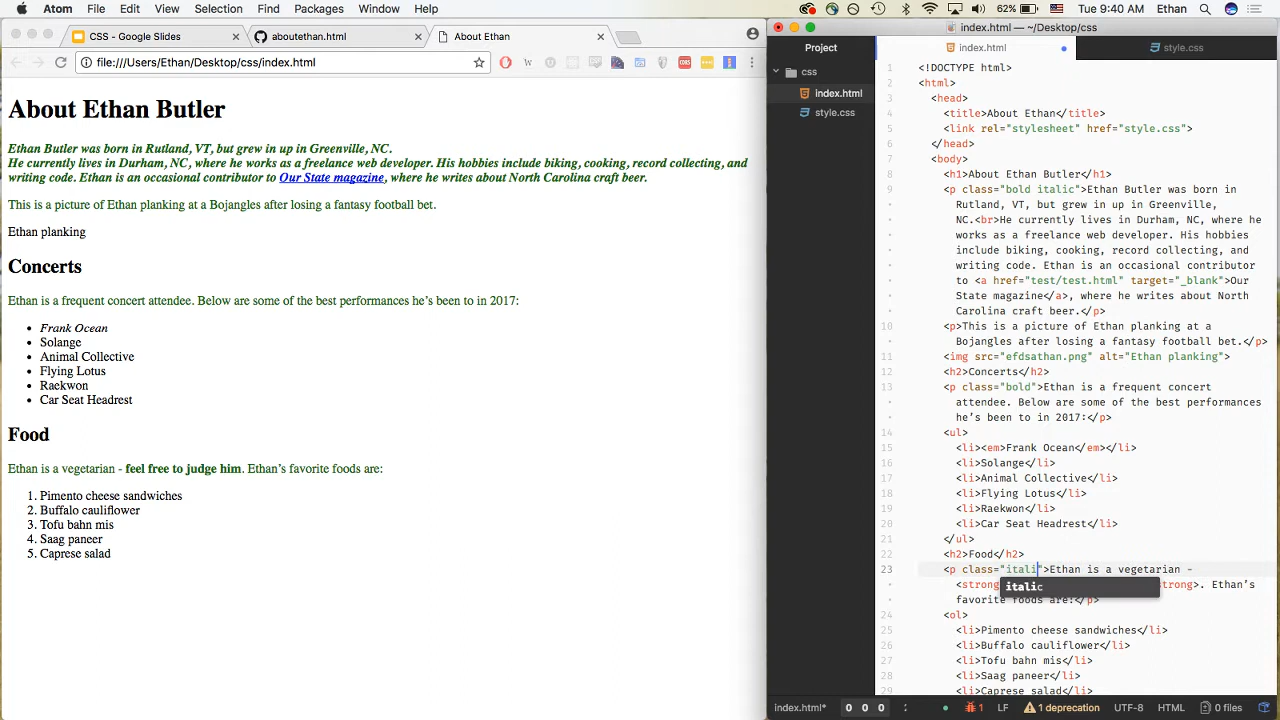 Atom File Edit View Selection Find Packages Window Help 62% Tue 9:40 AM Ethan
CSS - Google Slides × aboutethan.html × About Ethan ×
file:///Users/Ethan/Desktop/css/index.html
About Ethan Butler
Ethan Butler was born in Rutland, VT, but grew in up in Greenville, NC.
He currently lives in Durham, NC, where he works as a freelance web developer. His hobbies include biking, cooking, record collecting, and
writing code. Ethan is an occasional contributor to Our State magazine, where he writes about North Carolina craft beer.
This is a picture of Ethan planking at a Bojangles after losing a fantasy football bet.
Ethan planking
Concerts
Ethan is a frequent concert attendee. Below are some of the best performances he's been to in 2017:
• Frank Ocean
• Solange
• Animal Collective
• Flying Lotus
• Raekwon
• Car Seat Headrest
Food
Ethan is a vegetarian - feel free to judge him. Ethan's favorite foods are:
1. Pimento cheese sandwiches
2. Buffalo cauliflower
3. Tofu bahn mis
4. Saag paneer
5. Caprese salad
index.html — ~/Desktop/css
Project
css
index.html
style.css
index.html style.css
1 <!DOCTYPE html>
2 <html>
3 <head>
4 <title>About Ethan</title>
5 <link rel="stylesheet" href="style.css">
6 </head>
7 <body>
8 <h1>About Ethan Butler</h1>
9 <p class="bold italic">Ethan Butler was born in
Rutland, VT, but grew in up in Greenville,
NC.<br>He currently lives in Durham, NC, where he
works as a freelance web developer. His hobbies
include biking, cooking, record collecting, and
writing code. Ethan is an occasional contributor
to <a href="test/test.html" target="_blank">Our
State magazine</a>, where he writes about North
Carolina craft beer.</p>
10 <p>This is a picture of Ethan planking at a
Bojangles after losing a fantasy football bet.</p>
11 <img src="efdsathan.png" alt="Ethan planking">
12 <h2>Concerts</h2>
13 <p class="bold">Ethan is a frequent concert
attendee. Below are some of the best performances
he's been to in 2017:</p>
14 <ul>
15 <li><em>Frank Ocean</em></li>
16 <li>Solange</li>
17 <li>Animal Collective</li>
18 <li>Flying Lotus</li>
19 <li>Raekwon</li>
20 <li>Car Seat Headrest</li>
21 </ul>
22 <h2>Food</h2>
23 <p class="itali">Ethan is a vegetarian -
<strong strong>. Ethan's
italic
favorite foods are:</p>
24 <ol>
25 <li>Pimento cheese sandwiches</li>
26 <li>Buffalo cauliflower</li>
27 <li>Tofu bahn mis</li>
28 <li>Saag paneer</li>
29 <li>Caprese salad</li>
index.html* 0 0 0 : 1 LF 1 deprecation UTF-8 HTML 0 files